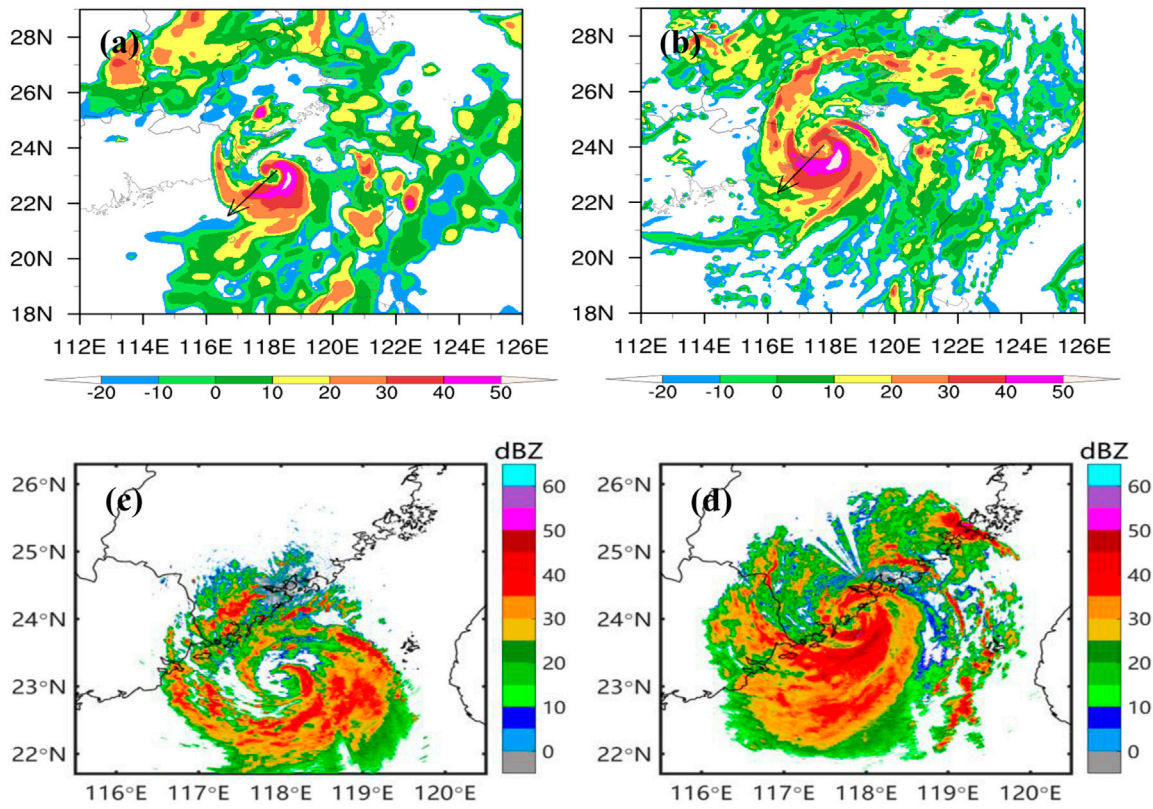 28N (a)
26N
24N
22N
20N
18N
112E 114E 116E 118E 120E 122E 124E 126E
-20 -10 0 10 20 30 40 50
28N (b)
26N
24N
22N
20N
18N
112E 114E 116E 118E 120E 122E 124E 126E
-20 -10 0 10 20 30 40 50
dBZ
26°N (c) 60
25°N 50
40
24°N 30
20
23°N 10
22°N 0
116°E 117°E 118°E 119°E 120°E
dBZ
26°N (d) 60
25°N 50
40
24°N 30
20
23°N 10
22°N 0
116°E 117°E 118°E 119°E 120°E